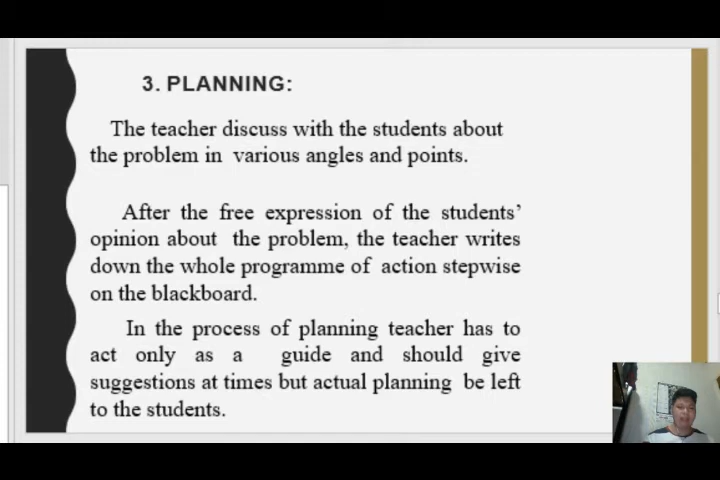 3. PLANNING:
The teacher discuss with the students about
the problem in various angles and points.
After the free expression of the students'
opinion about the problem, the teacher writes
down the whole programme of action stepwise
on the blackboard.
In the process of planning teacher has to
act only as a guide and should give
suggestions at times but actual planning be left
to the students.